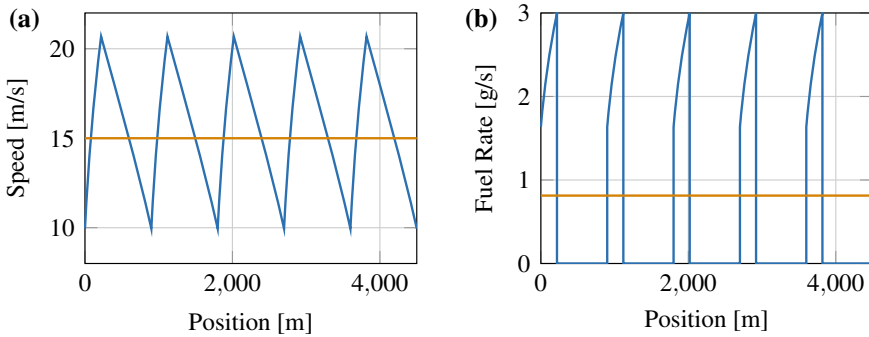 (a)
Speed [m/s]
20
15
10
0
2,000
4,000
Position [m]
(b)
Fuel Rate [g/s]
3
2
1
0
0
2,000
4,000
Position [m]